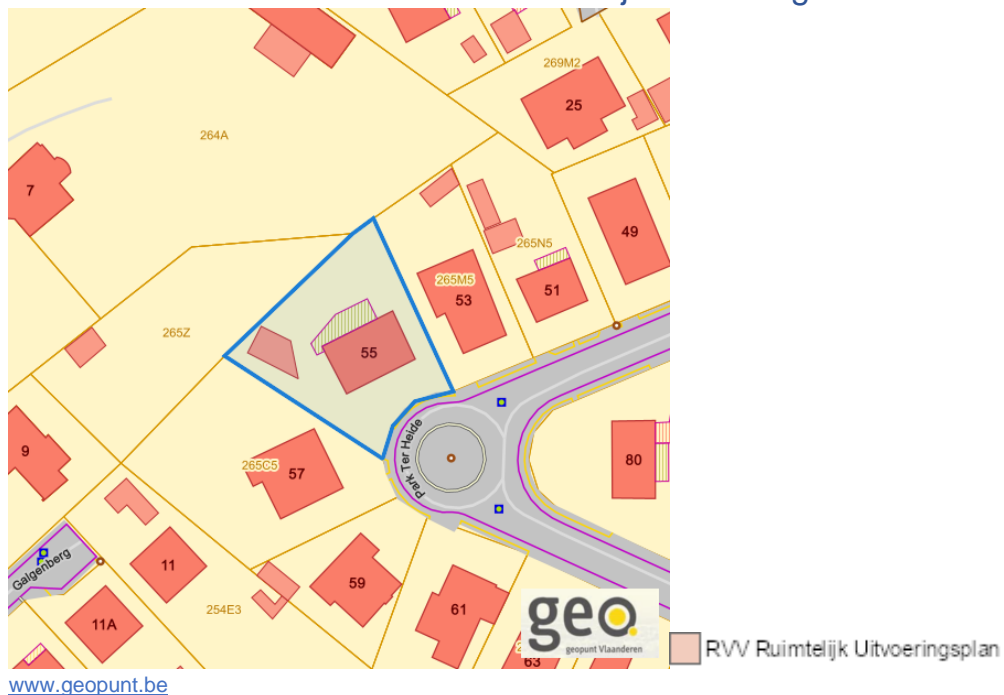 269M2
25
264A
7
49
265N5
265M5
53
51
265Z
55
Park Ter Heide
9
265C5
57
80
Galgenberg
11
59
254E3
61
11A
geo.
geopunt Vlaanderen
63
RVV Ruimtelijk Uitvoeringsplan
www.geopunt.be